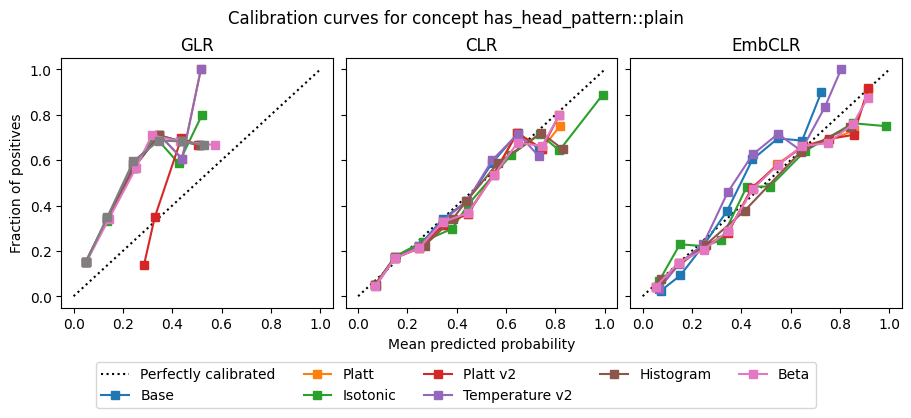 Calibration curves for concept has_head_pattern::plain
GLR
CLR
EmbCLR
Fraction of positives
1.0
0.8
0.6
0.4
0.2
0.0
0.0 0.2 0.4 0.6 0.8 1.0
0.0 0.2 0.4 0.6 0.8 1.0
0.0 0.2 0.4 0.6 0.8 1.0
Mean predicted probability
Perfectly calibrated
Base
Platt
Isotonic
Platt v2
Temperature v2
Histogram
Beta